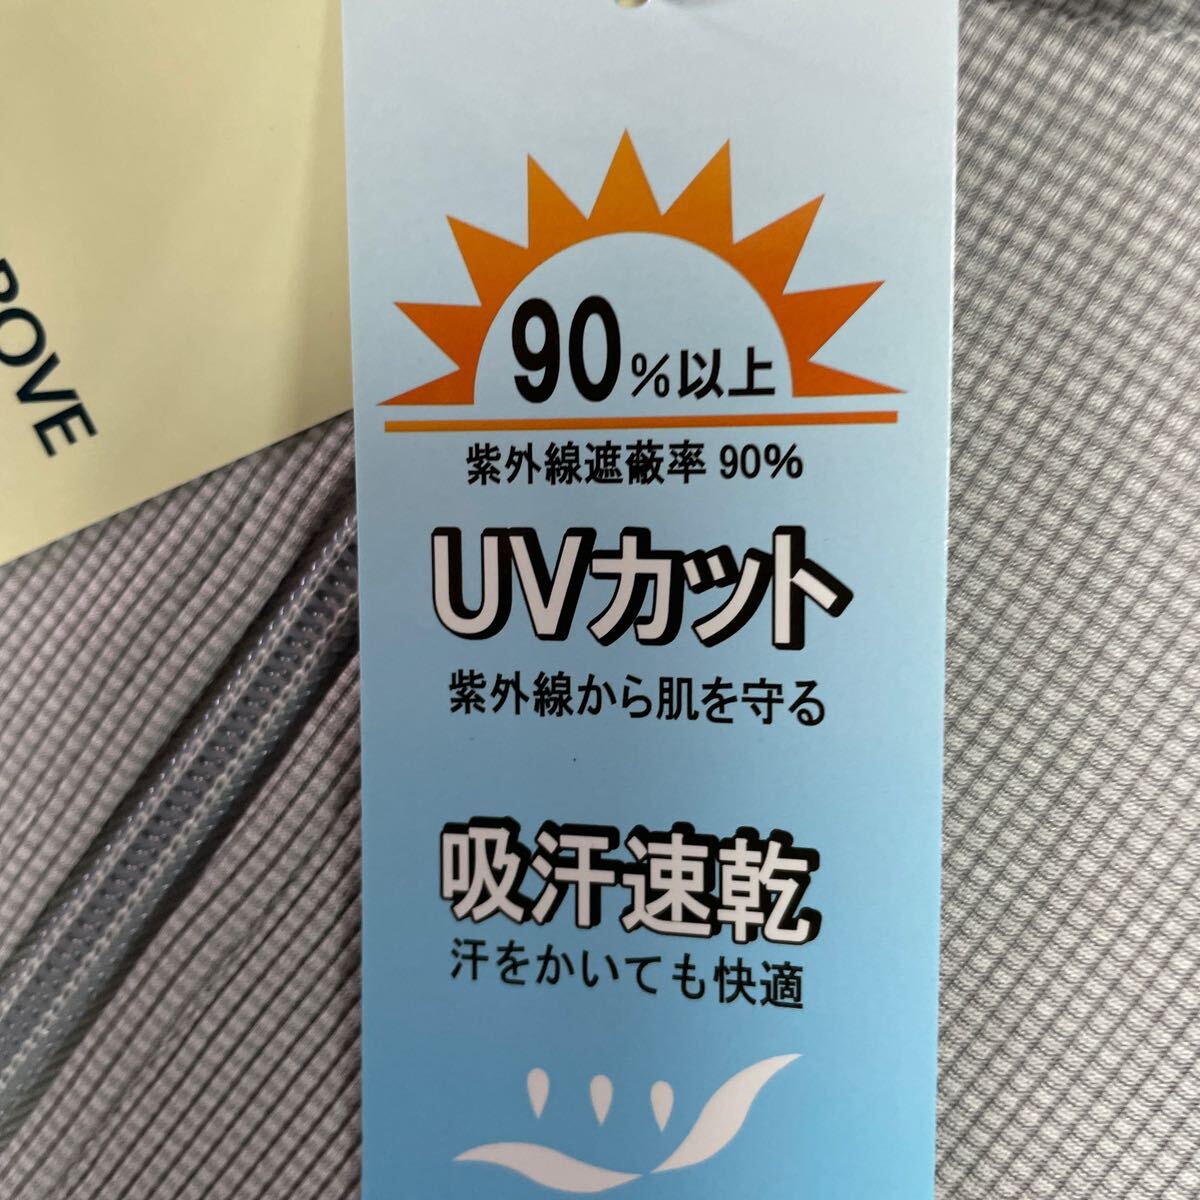 OVE
90%以上
紫外線遮蔽率 90%
UVカット
紫外線から肌を守る
吸汗速乾
汗をかいても快適